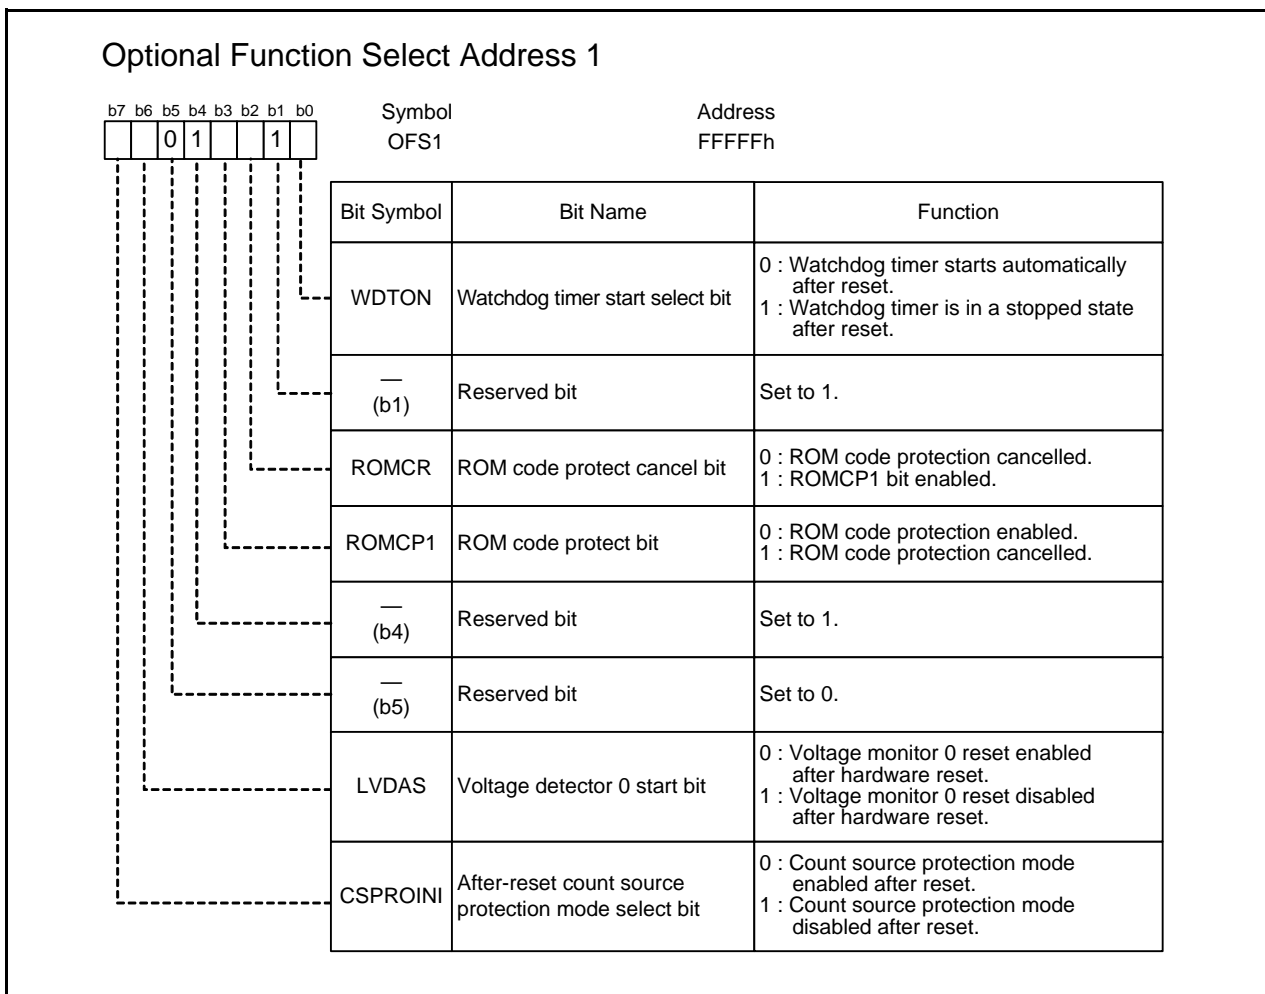 Optional Function Select Address 1
b7 b6 b5 b4 b3 b2 b1 b0
0 1 1
Symbol Address
OFS1 FFFFFh
Bit Symbol Bit Name Function
WDTON Watchdog timer start select bit
0 : Watchdog timer starts automatically
after reset.
1 : Watchdog timer is in a stopped state
after reset.
—
(b1) Reserved bit Set to 1.
ROMCR ROM code protect cancel bit
0 : ROM code protection cancelled.
1 : ROMCP1 bit enabled.
ROMCP1 ROM code protect bit
0 : ROM code protection enabled.
1 : ROM code protection cancelled.
—
(b4) Reserved bit Set to 1.
—
(b5) Reserved bit Set to 0.
LVDAS Voltage detector 0 start bit
0 : Voltage monitor 0 reset enabled
after hardware reset.
1 : Voltage monitor 0 reset disabled
after hardware reset.
CSPROINI
After-reset count source
protection mode select bit
0 : Count source protection mode
enabled after reset.
1 : Count source protection mode
disabled after reset.